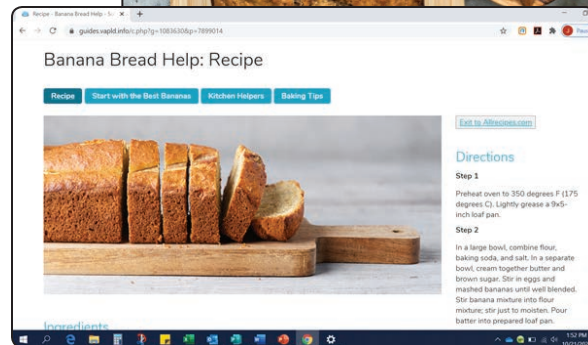 Recipe - Banana Bread Help - S
guides.vapld.info/c.php?g=1083630&p=7899014
Banana Bread Help: Recipe
Recipe
Start with the Best Bananas
Kitchen Helpers
Baking Tips
Exit to Allrecipes.com
Directions
Step 1
Preheat oven to 350 degrees F (175
degrees C). Lightly grease a 9x5-
inch loaf pan.
Step 2
In a large bowl, combine flour,
baking soda, and salt. In a separate
bowl, cream together butter and
brown sugar. Stir in eggs and
mashed bananas until well blended.
Stir banana mixture into flour
mixture; stir just to moisten. Pour
batter into prepared loaf pan.
Ingredients
1:52 PM